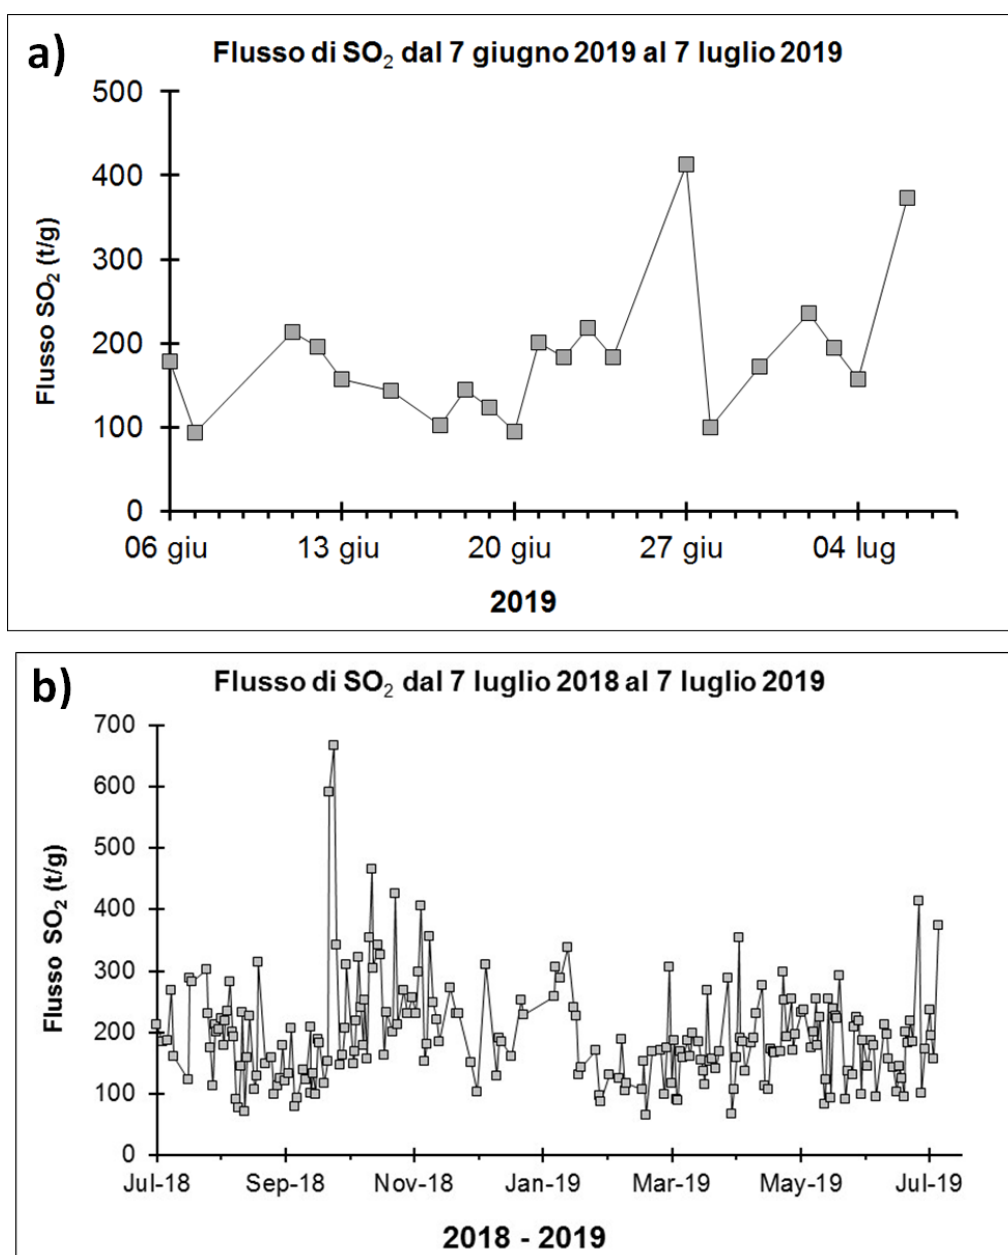 a)
Flusso di SO₂ dal 7 giugno 2019 al 7 luglio 2019
Flusso SO₂ (t/g)
500
400
300
200
100
0
06 giu 13 giu 20 giu 27 giu 04 lug
2019
b)
Flusso di SO₂ dal 7 luglio 2018 al 7 luglio 2019
Flusso SO₂ (t/g)
700
600
500
400
300
200
100
0
Jul-18 Sep-18 Nov-18 Jan-19 Mar-19 May-19 Jul-19
2018 - 2019